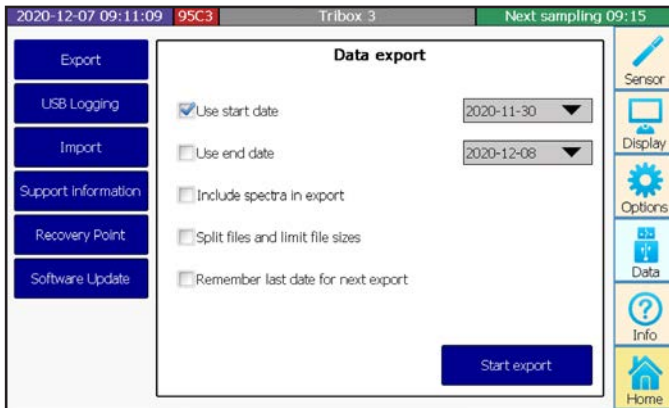 2020-12-07 09:11:09 95C3 Tribox 3 Next sampling 09:15
Export
USB Logging
Import
Support information
Recovery Point
Software Update
Data export
Use start date 2020-11-30
Use end date 2020-12-08
Include spectra in export
Split files and limit file sizes
Remember last date for next export
Start export
Sensor
Display
Options
Data
Info
Home